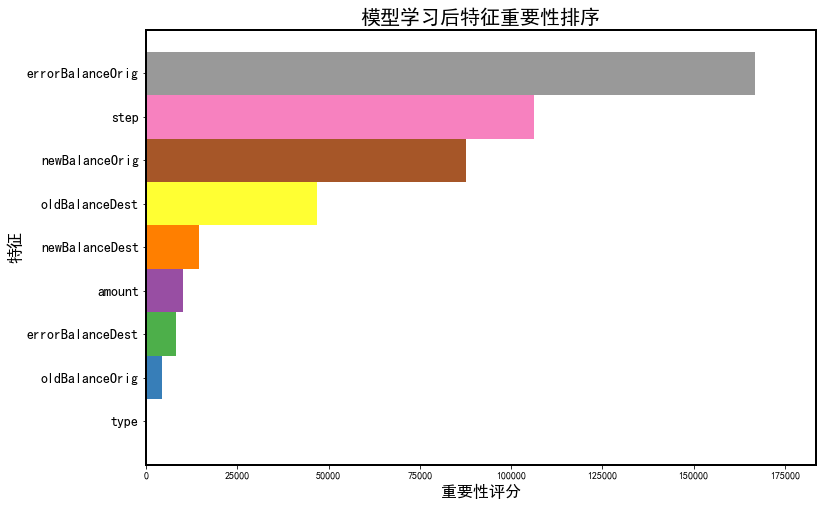 模型学习后特征重要性排序
errorBalanceOrig
step
newBalanceOrig
oldBalanceDest
newBalanceDest
amount
errorBalanceDest
oldBalanceOrig
type
特征
0 25000 50000 75000 100000 125000 150000 175000
重要性评分